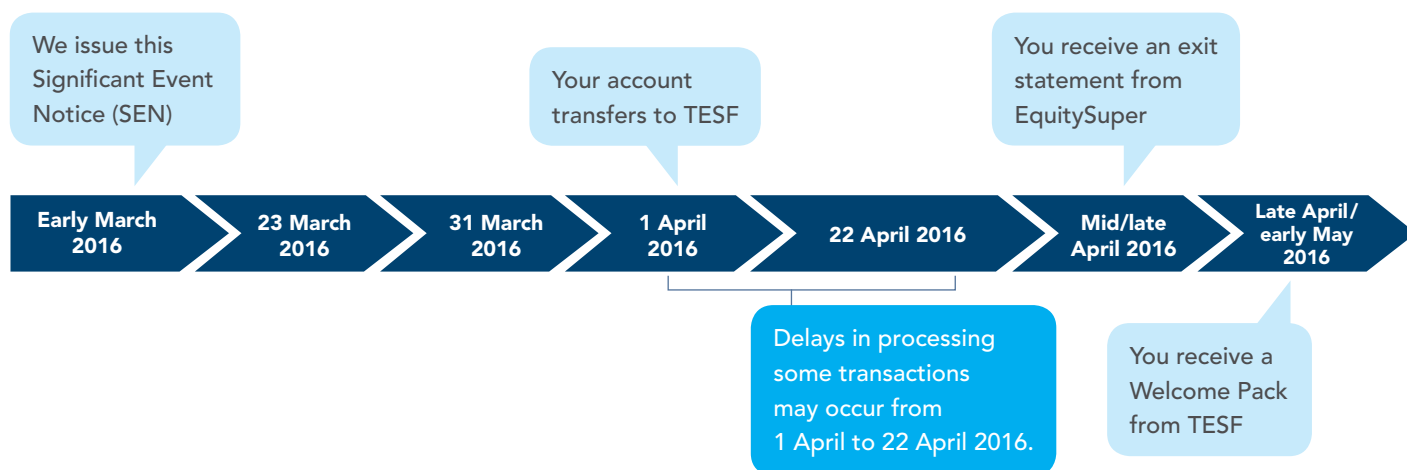 We issue this
Significant Event
Notice (SEN)
Your account
transfers to TESF
You receive an exit
statement from
EquitySuper
Early March
2016
23 March
2016
31 March
2016
1 April
2016
22 April 2016
Mid/late
April 2016
Late April/
early May
2016
Delays in processing
some transactions
may occur from
1 April to 22 April 2016.
You receive a
Welcome Pack
from TESF